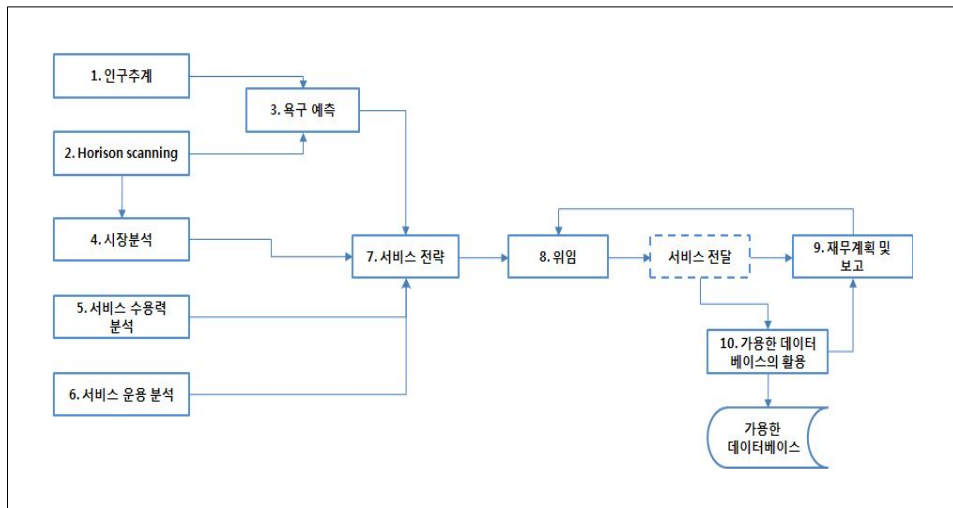 1. 인구추계
3. 욕구 예측
2. Horison scanning
4. 시장분석
7. 서비스 전략
8. 위임
서비스 전달
9. 재무계획 및
보고
5. 서비스 수용력
분석
10. 가용한 데이터
베이스의 활용
6. 서비스 운용 분석
가용한
데이터베이스